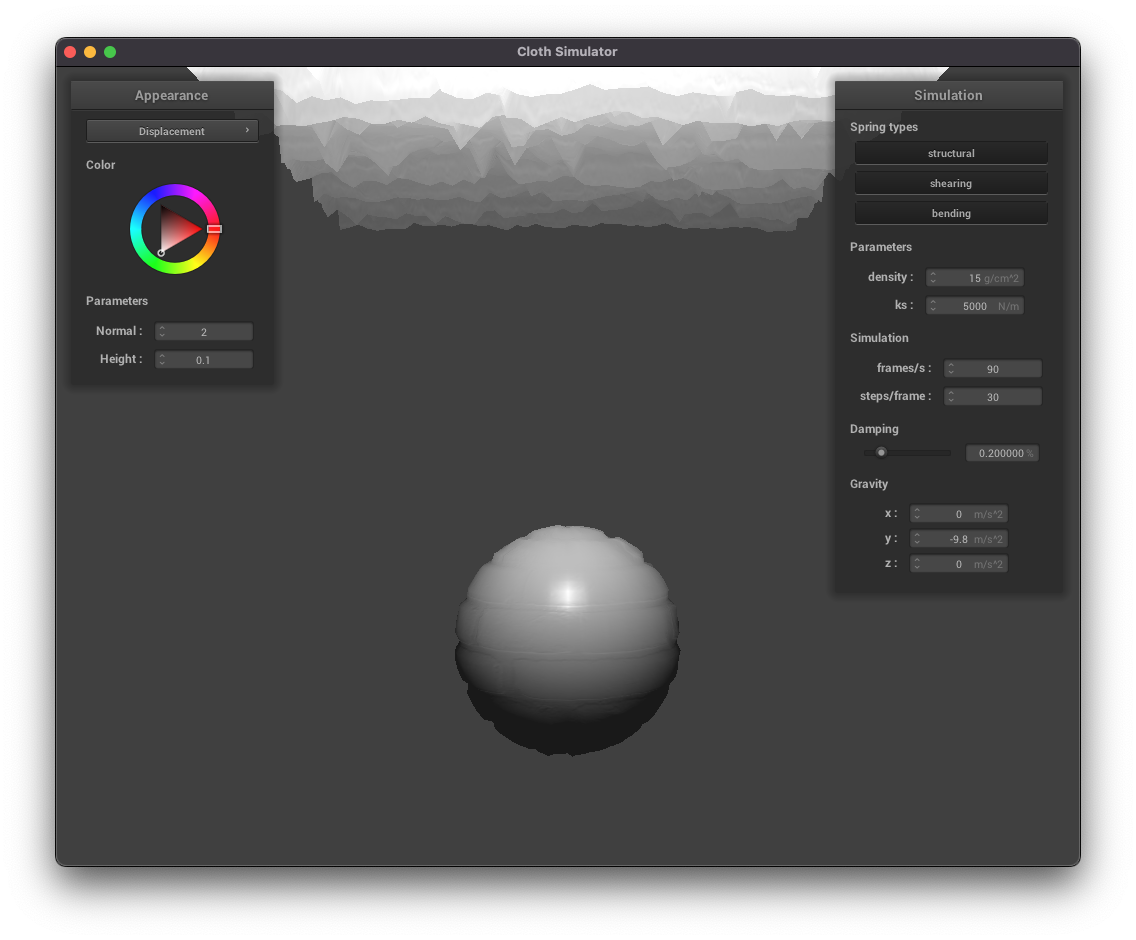 Cloth Simulator
Appearance
Displacement
Color
Parameters
Normal : 2
Height : 0.1
Simulation
Spring types
structural
shearing
bending
Parameters
density : 15 g/cm^2
ks : 5000 N/m
Simulation
frames/s : 90
steps/frame : 30
Damping
0.200000 %
Gravity
x : 0 m/s^2
y : -9.8 m/s^2
z : 0 m/s^2